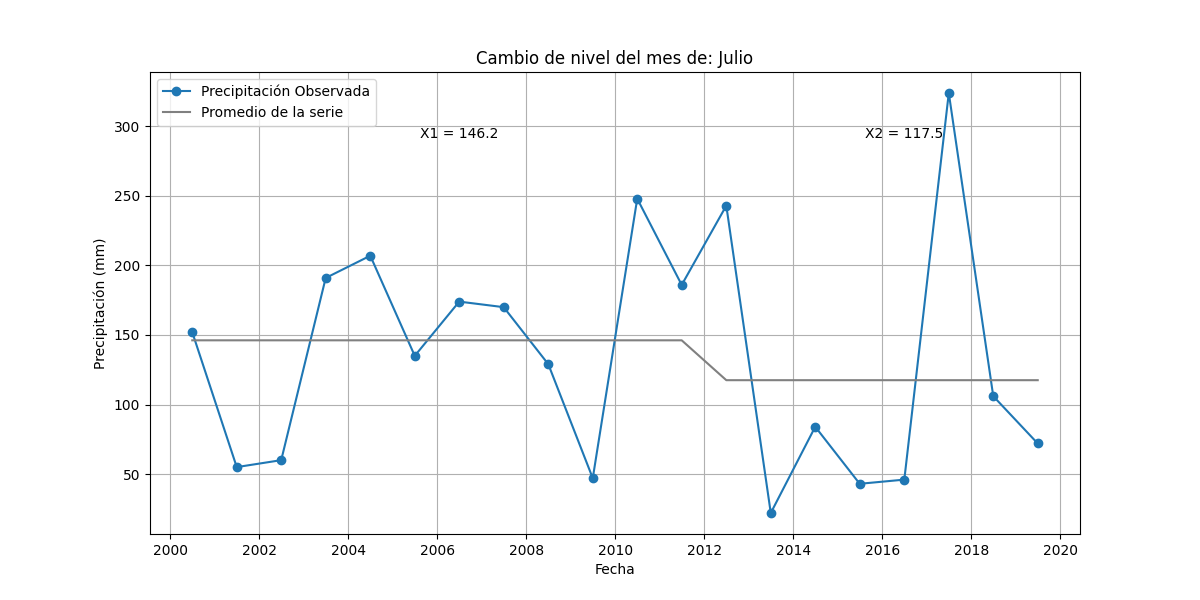 Cambio de nivel del mes de: Julio
Precipitación Observada
Promedio de la serie
X1 = 146.2
X2 = 117.5
Precipitación (mm)
300
250
200
150
100
50
2000 2002 2004 2006 2008 2010 2012 2014 2016 2018 2020
Fecha